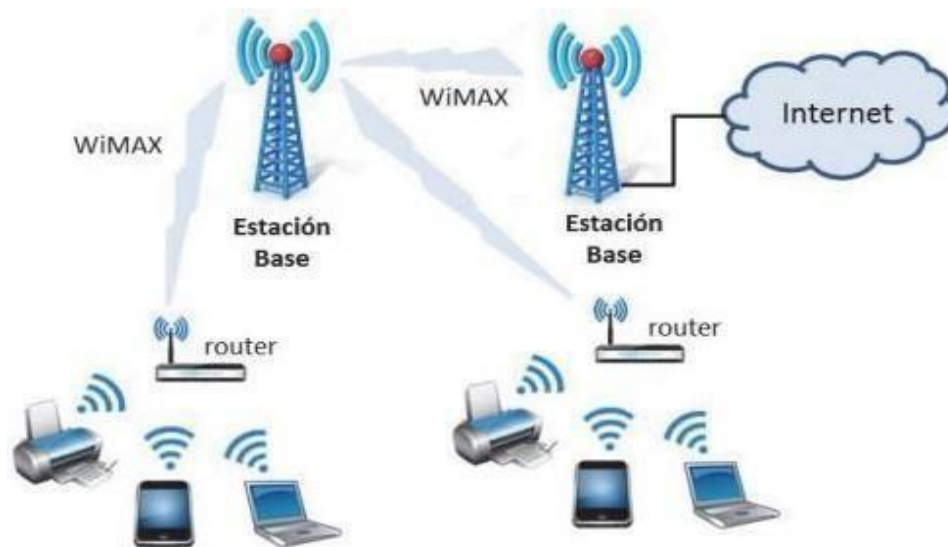 WiMAX
Internet
WiMAX
Estación
Base
Estación
Base
router
router